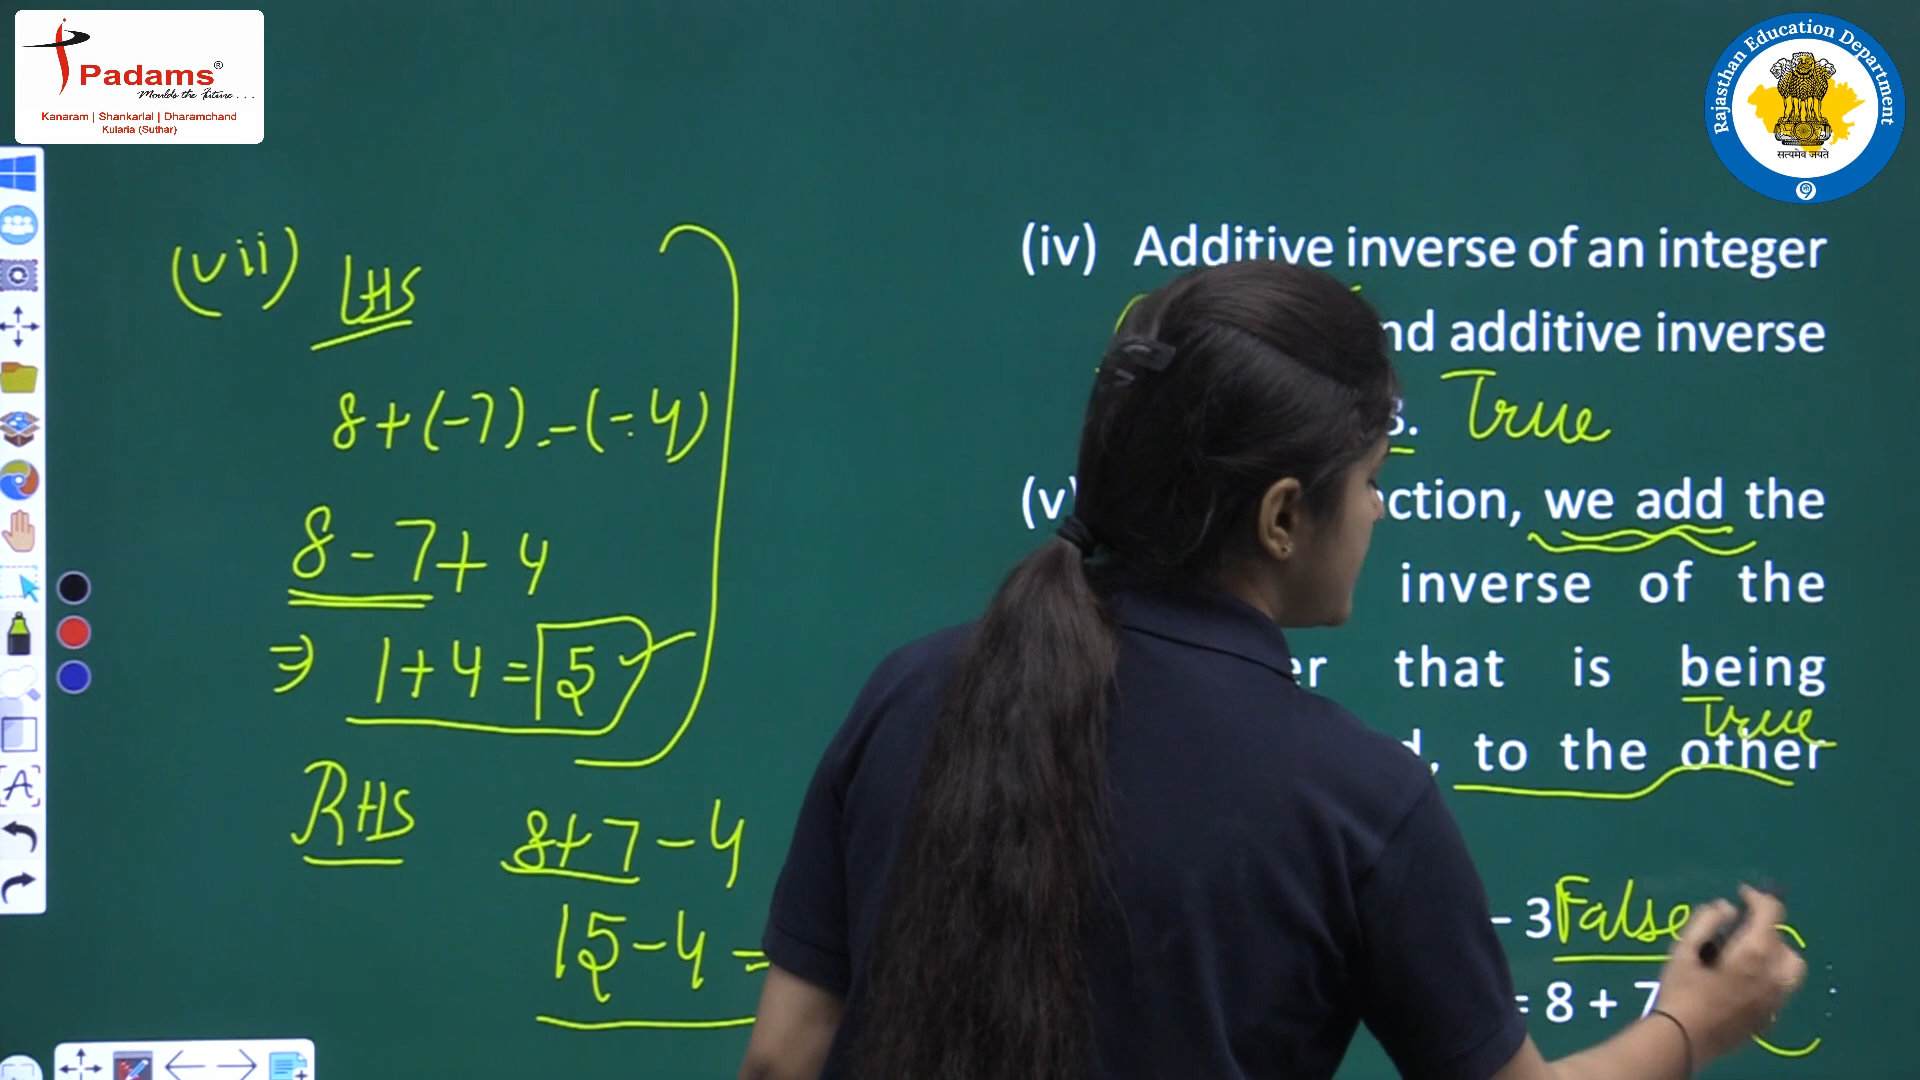 Padams®
Moulds the Future...
Kanaram | Shankarlal | Dharamchand
Kularia (Suthar)
Rajasthan Education Department
सत्यमेव जयते
(vii) LHS
8+(-7)-(-4)
8-7+4
⇒ 1+4=5
RHS
8+7-4
15-4=
(iv) Additive inverse of an integer
additive inverse
True
we add the
inverse of the
that is being
True
to the other
- 3 False
= 8 + 7